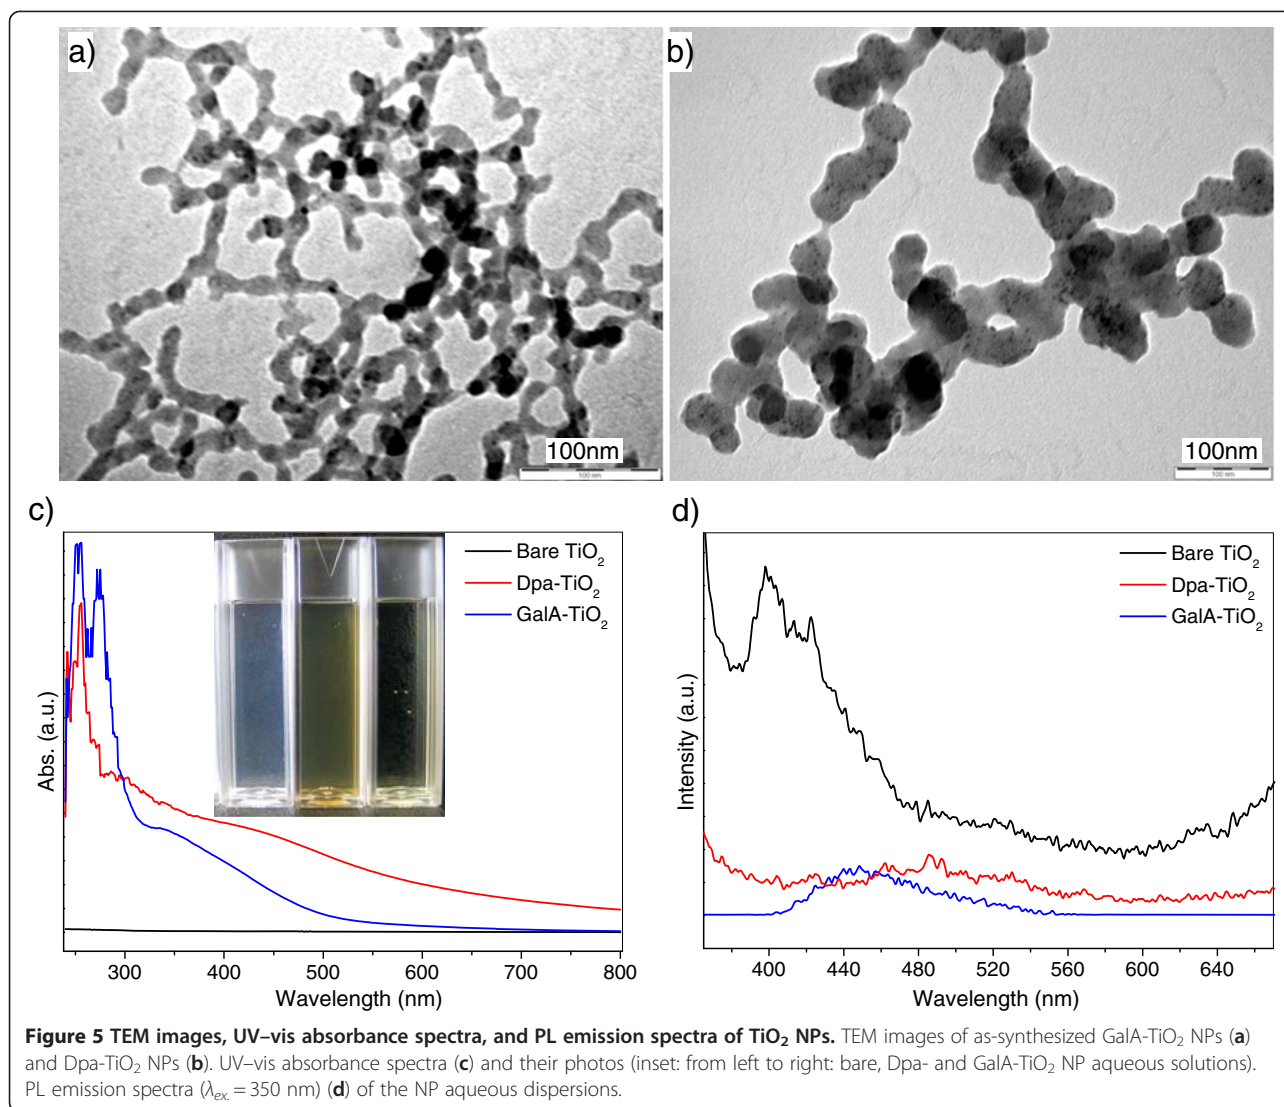 a)
b)
100nm
100 nm
100nm
100 nm
c)
d)
Bare TiO2
Dpa-TiO2
GalA-TiO2
Abs. (a.u.)
300
400
500
600
700
800
Wavelength (nm)
Bare TiO2
Dpa-TiO2
GalA-TiO2
Intensity (a.u.)
400
440
480
520
560
600
640
Wavelength (nm)
Figure 5 TEM images, UV–vis absorbance spectra, and PL emission spectra of TiO2 NPs. TEM images of as-synthesized GalA-TiO2 NPs (a)
and Dpa-TiO2 NPs (b). UV–vis absorbance spectra (c) and their photos (inset: from left to right: bare, Dpa- and GalA-TiO2 NP aqueous solutions).
PL emission spectra (λex. = 350 nm) (d) of the NP aqueous dispersions.